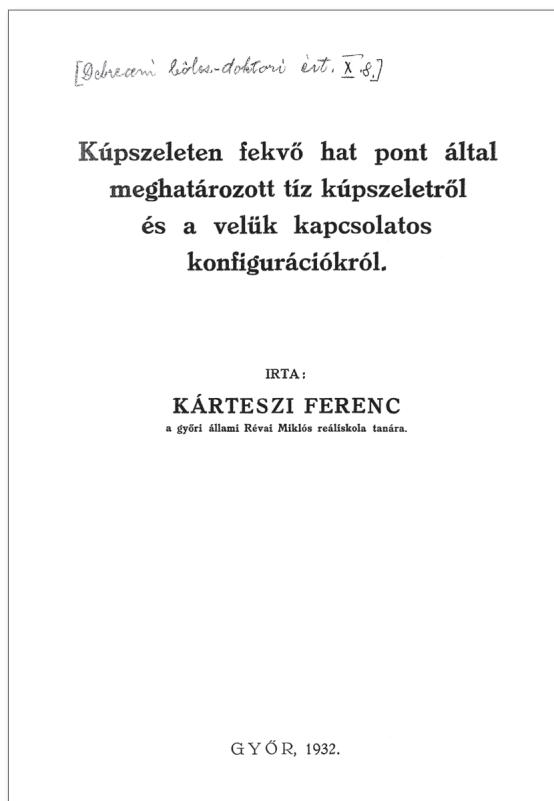 [Debreceni bölcs.-doktori ért. X.8.]
Kúpszeleten fekvő hat pont által
meghatározott tíz kúpszeletről
és a velük kapcsolatos
konfigurációkról.
IRTA:
KÁRTESZI FERENC
a győri állami Révai Miklós reáliskola tanára.
GYŐR, 1932.